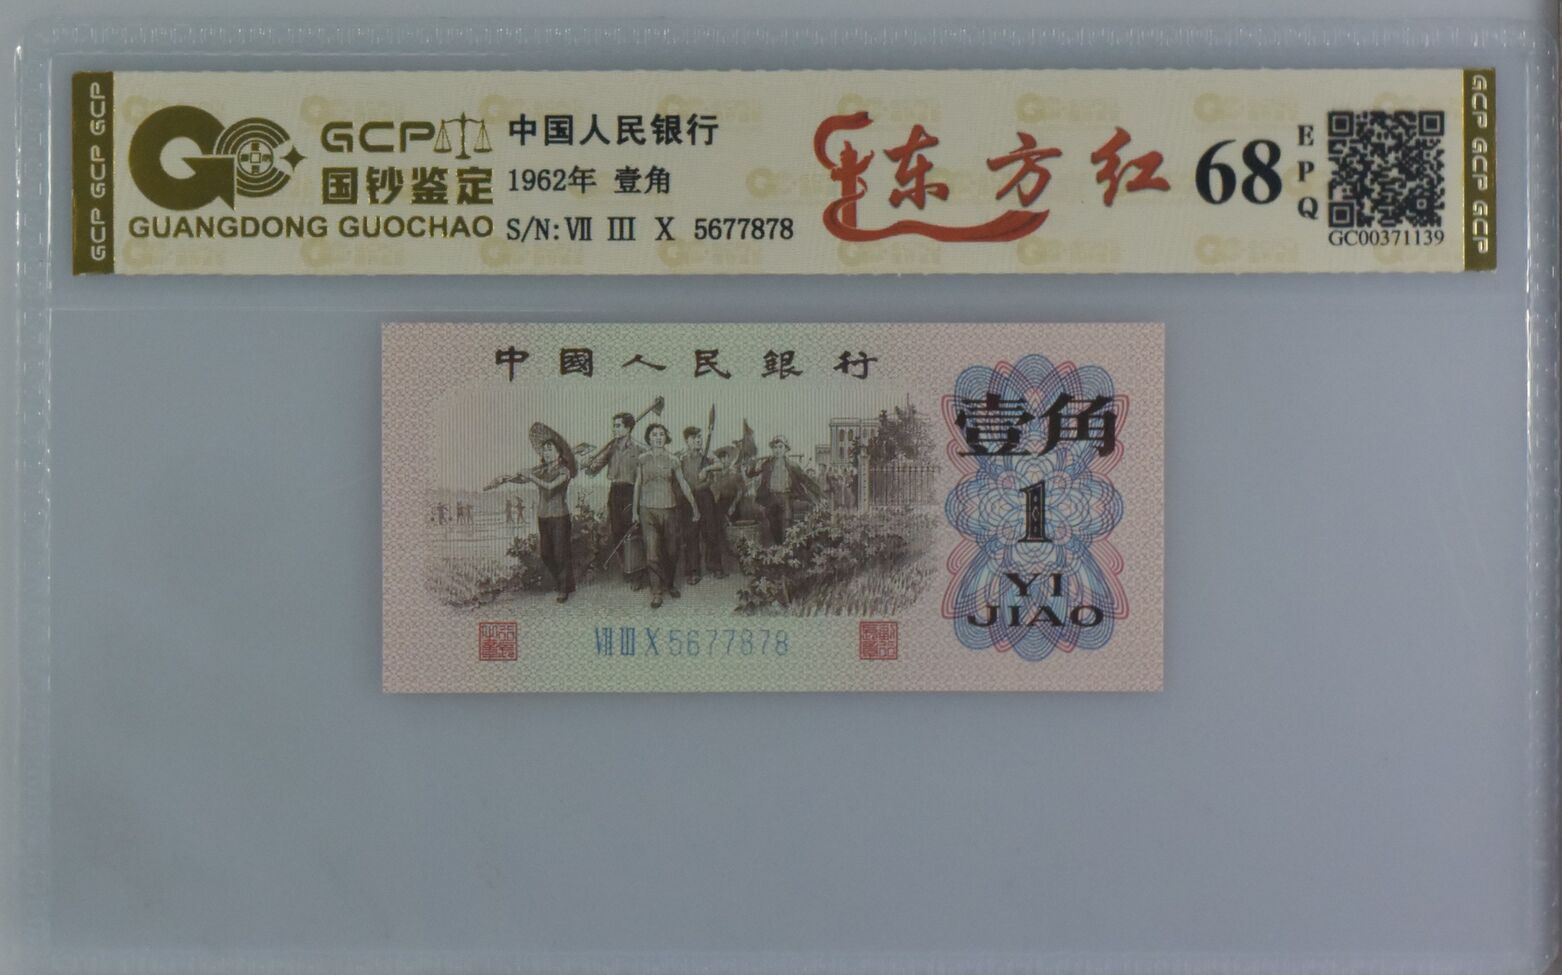 GCP GCP GCP
GCP
国钞鉴定
GUANGDONG GUOCHAO
中国人民银行
1962年 壹角
S/N: Ⅶ Ⅲ Ⅹ 5677878
东方红
68
EPQ
GC00371139
GCP GCP GCP
中國人民銀行
壹角
1
YI
JIAO
Ⅶ Ⅲ Ⅹ 5677878